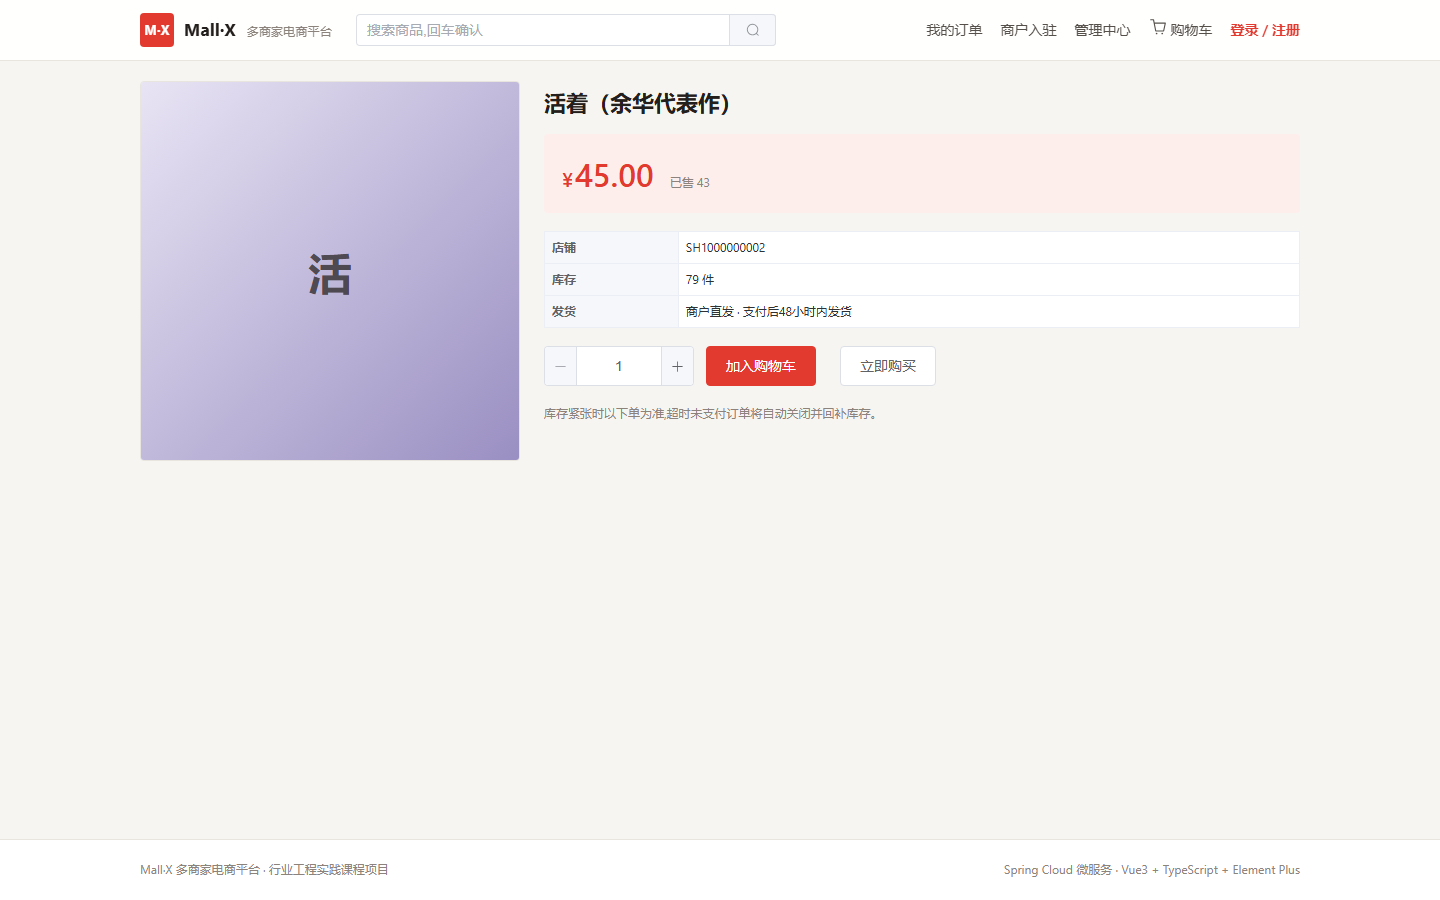 M·X Mall·X 多商家电商平台 搜索商品,回车确认 我的订单 商户入驻 管理中心 购物车 登录 / 注册
活
活着（余华代表作）
¥45.00 已售 43
店铺 SH1000000002
库存 79 件
发货 商户直发 · 支付后48小时内发货
1 加入购物车 立即购买
库存紧张时以下单为准,超时未支付订单将自动关闭并回补库存。
Mall·X 多商家电商平台 · 行业工程实践课程项目 Spring Cloud 微服务 · Vue3 + TypeScript + Element Plus